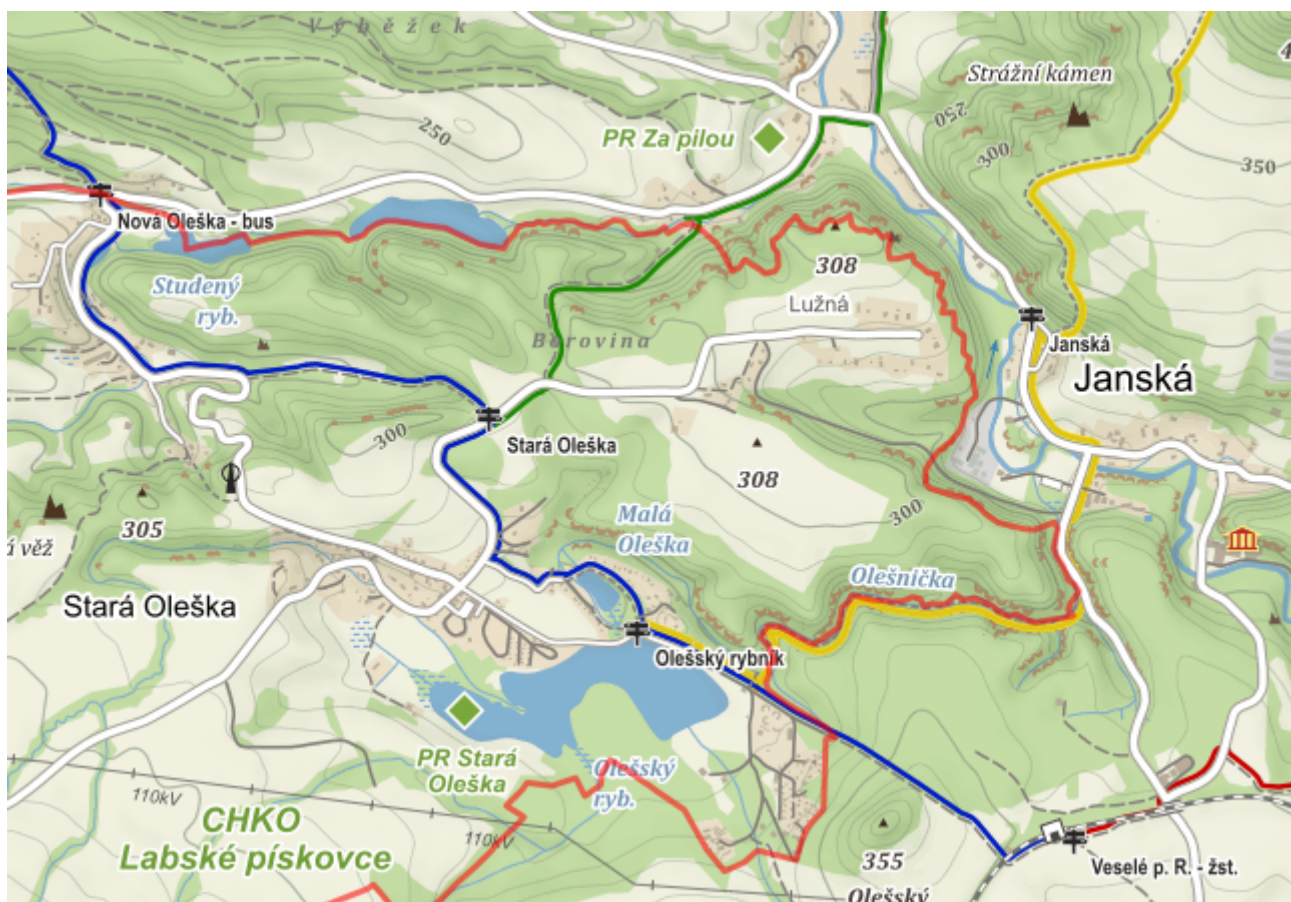 Výběžek
Strážní kámen
4
250
PR Za pilou
250
300
350
Nová Oleška - bus
308
Studený
ryb.
Lužná
Borovina
Janská
Janská
300
Stará Oleška
308
Malá
Oleška
300
305
á věž
Olešnička
Stará Oleška
Olešský rybník
PR Stará
Oleška
Olešský
ryb.
110kV
CHKO
Labské pískovce
110kV
355
Olešský
Veselé p. R. - žst.